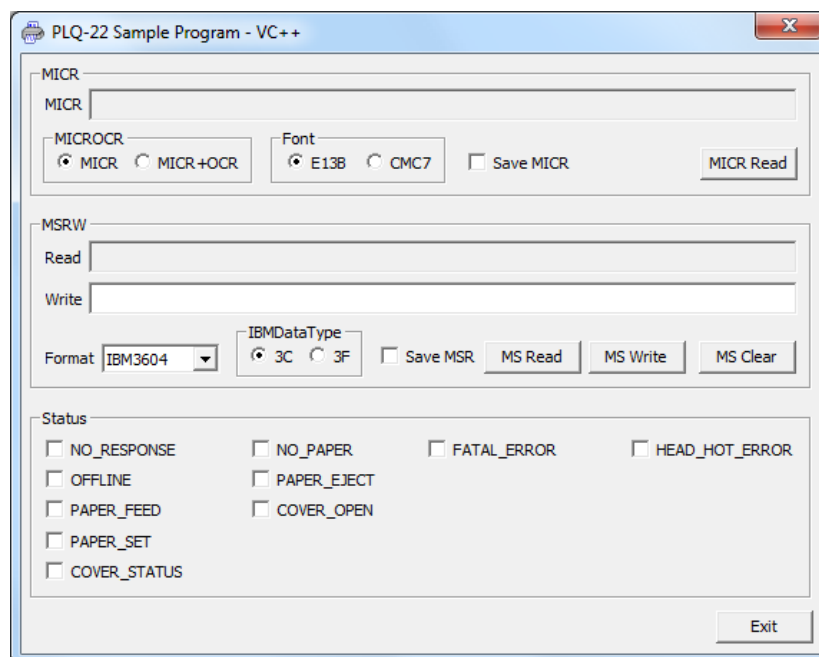 PLQ-22 Sample Program - VC++
MICR
MICR
MICROCR Font
MICR MICR+OCR E13B CMC7 Save MICR MICR Read
MSRW
Read
Write
IBMDataType
Format IBM3604 3C 3F Save MSR MS Read MS Write MS Clear
Status
NO_RESPONSE NO_PAPER FATAL_ERROR HEAD_HOT_ERROR
OFFLINE PAPER_EJECT
PAPER_FEED COVER_OPEN
PAPER_SET
COVER_STATUS
Exit